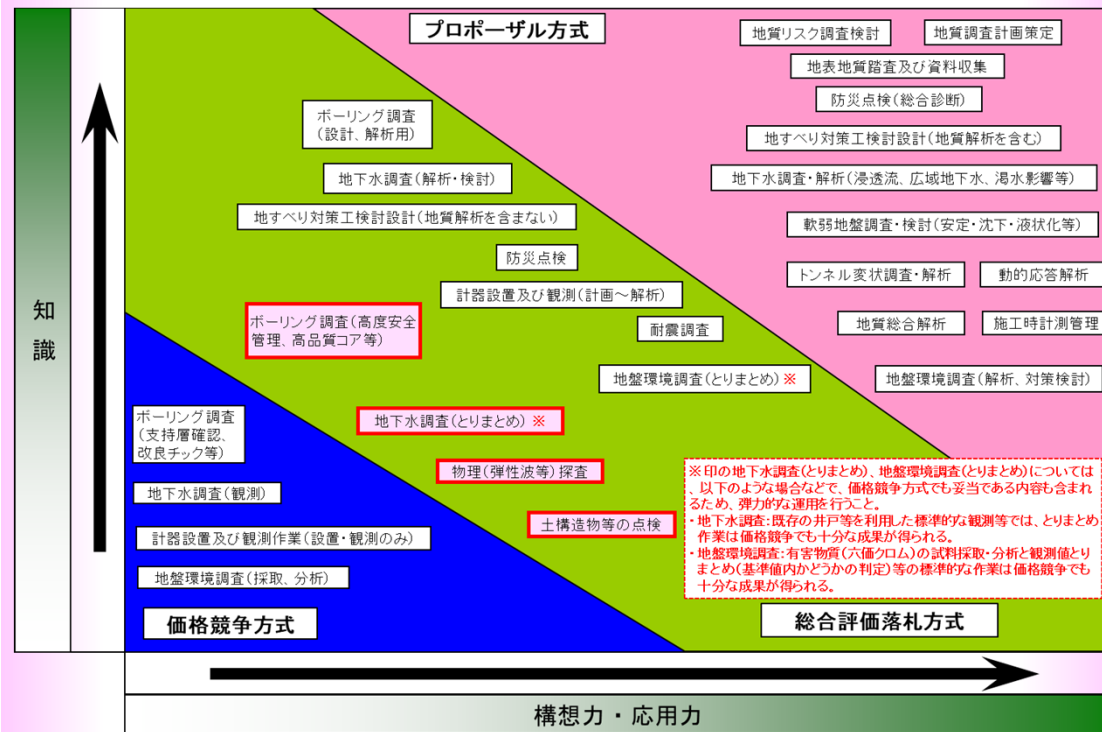 プロポーザル方式
地質リスク調査検討
地質調査計画策定
地表地質踏査及び資料収集
防災点検(総合診断)
地すべり対策工検討設計(地質解析を含む)
地下水調査・解析(浸透流、広域地下水、渇水影響等)
軟弱地盤調査・検討(安定・沈下・液状化等)
トンネル変状調査・解析
動的応答解析
地質総合解析
施工時計測管理
地盤環境調査(解析、対策検討)
ボーリング調査
(設計、解析用)
地下水調査(解析・検討)
地すべり対策工検討設計(地質解析を含まない)
防災点検
計器設置及び観測(計画～解析)
ボーリング調査(高度安全
管理、高品質コア等)
耐震調査
地盤環境調査(とりまとめ)※
地下水調査(とりまとめ)※
物理(弾性波等)探査
土構造物等の点検
ボーリング調査
(支持層確認、
改良チック等)
地下水調査(観測)
計器設置及び観測作業(設置・観測のみ)
地盤環境調査(採取、分析)
価格競争方式
※印の地下水調査(とりまとめ)、地盤環境調査(とりまとめ)については
、以下のような場合などで、価格競争方式でも妥当である内容も含まれ
るため、弾力的な運用を行うこと。
・地下水調査:既存の井戸等を利用した標準的な観測等では、とりまとめ
作業は価格競争でも十分な成果が得られる。
・地盤環境調査:有害物質(六価クロム)の試料採取・分析と観測値とり
まとめ(基準値内かどうかの判定)等の標準的な作業は価格競争でも
十分な成果が得られる。
総合評価落札方式
知
識
構想力・応用力